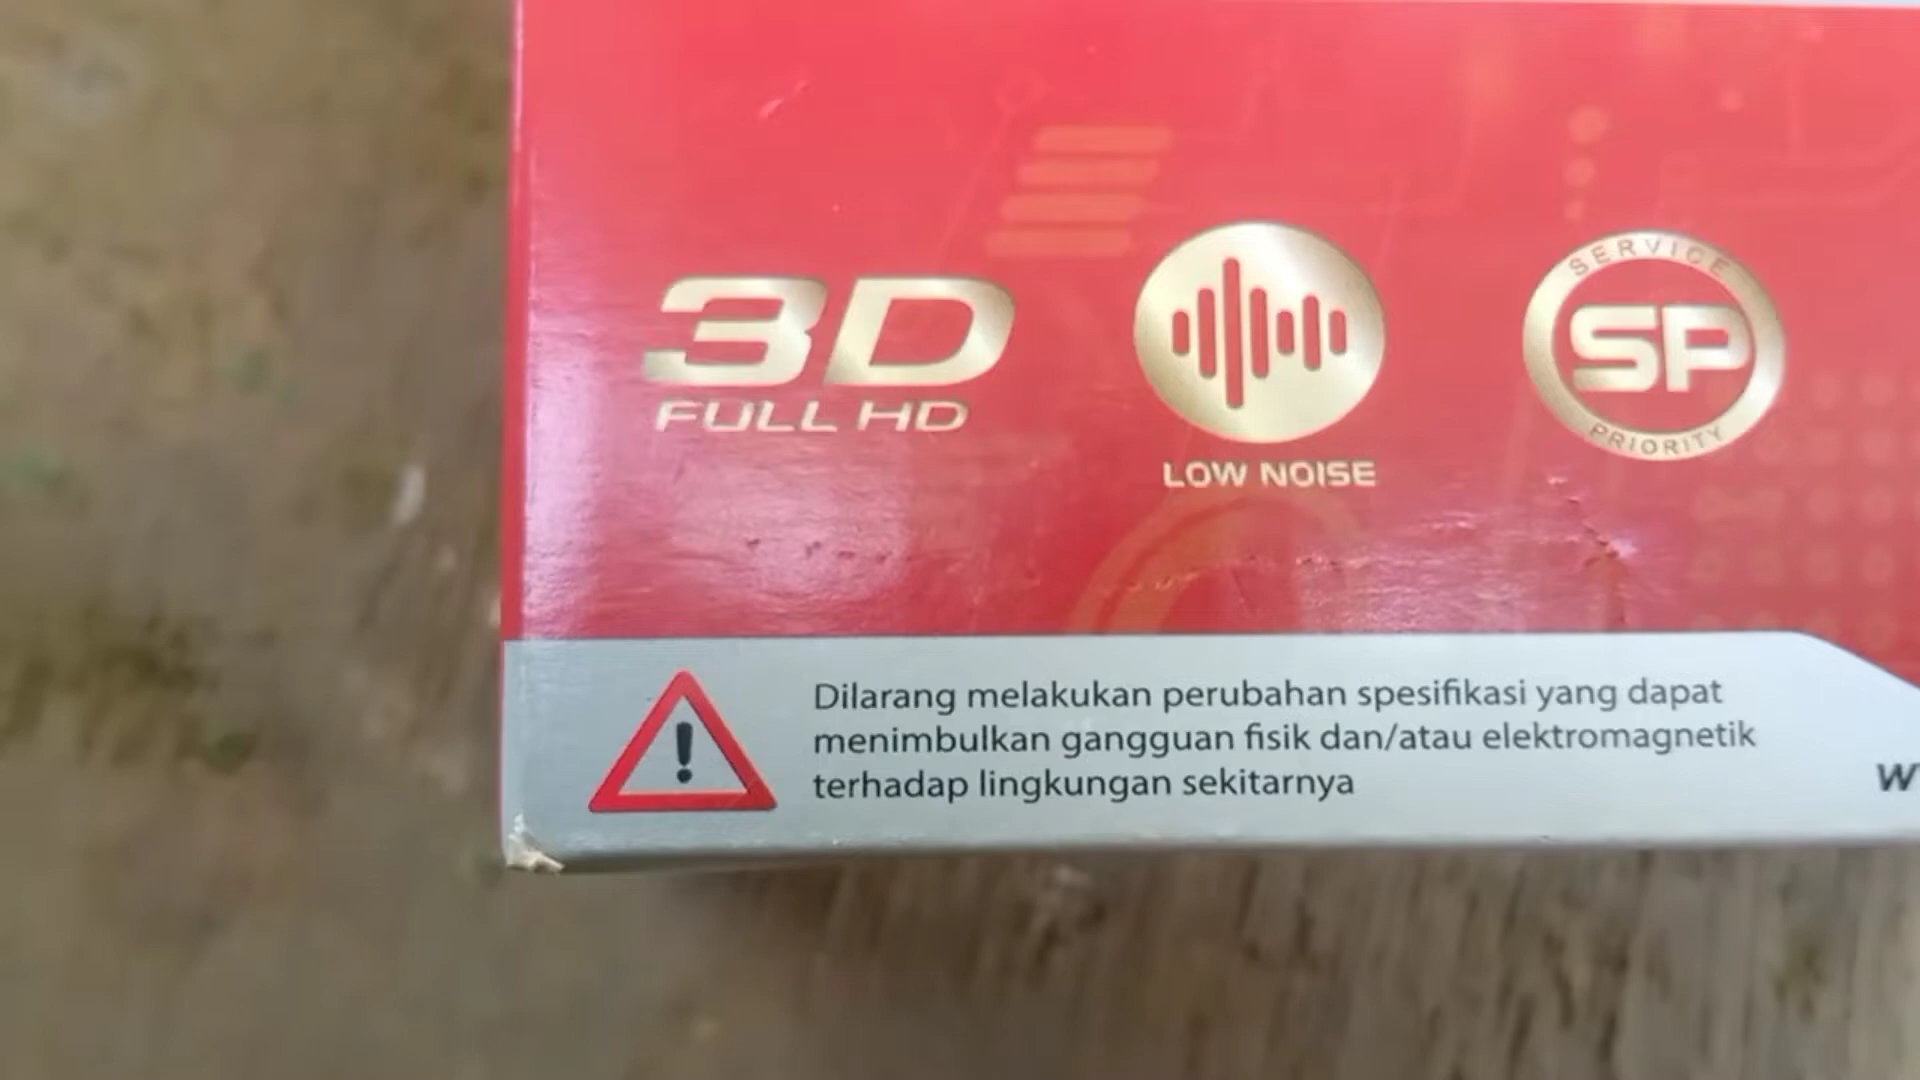 3D
FULL HD
LOW NOISE
SERVICE
SP
PRIORITY
!
Dilarang melakukan perubahan spesifikasi yang dapat
menimbulkan gangguan fisik dan/atau elektromagnetik
terhadap lingkungan sekitarnya